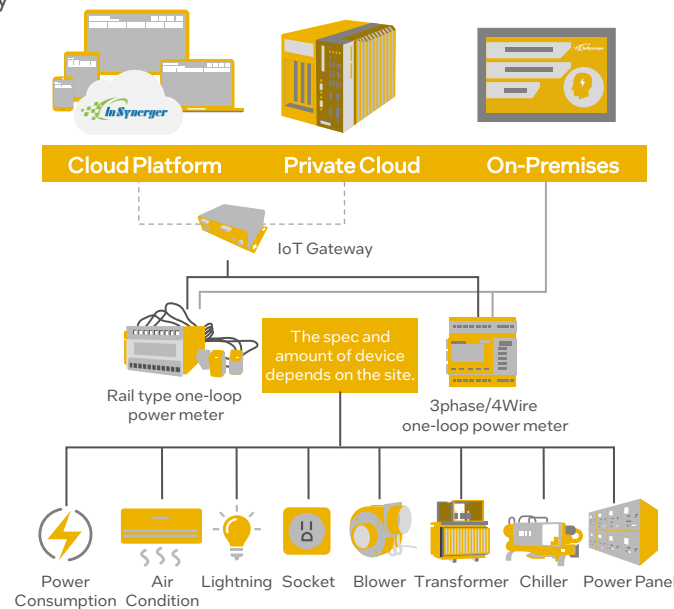 y
InSynerger
InSynerger
Cloud Platform
Private Cloud
On-Premises
IoT Gateway
The spec and
amount of device
depends on the site.
Rail type one-loop
power meter
3phase/4Wire
one-loop power meter
Power
Consumption
Air
Condition
Lightning
Socket
Blower
Transformer
Chiller
Power Panel